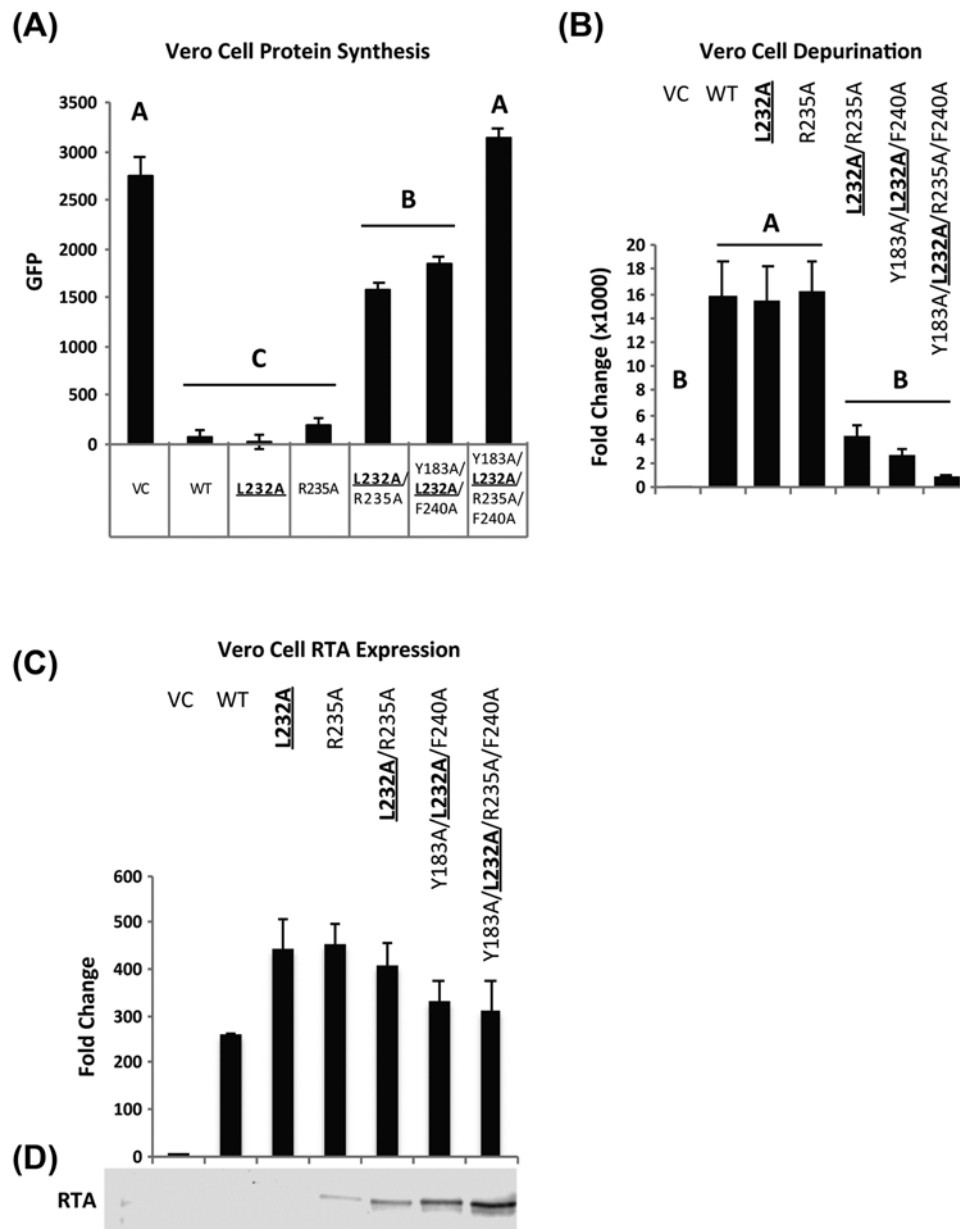 (A)
Vero Cell Protein Synthesis
3500
3000
2500
2000
1500
1000
500
0
GFP
A
C
B
A
VC
WT
L232A
R235A
L232A/
R235A
Y183A/
L232A/
F240A
Y183A/
L232A/
R235A/
F240A
(B)
Vero Cell Depurination
VC
WT
L232A
R235A
L232A/R235A
Y183A/L232A/F240A
Y183A/L232A/R235A/F240A
20
18
16
14
12
10
8
6
4
2
0
Fold Change (x1000)
B
A
B
(C)
Vero Cell RTA Expression
VC
WT
L232A
R235A
L232A/R235A
Y183A/L232A/F240A
Y183A/L232A/R235A/F240A
600
500
400
300
200
100
0
Fold Change
(D)
RTA